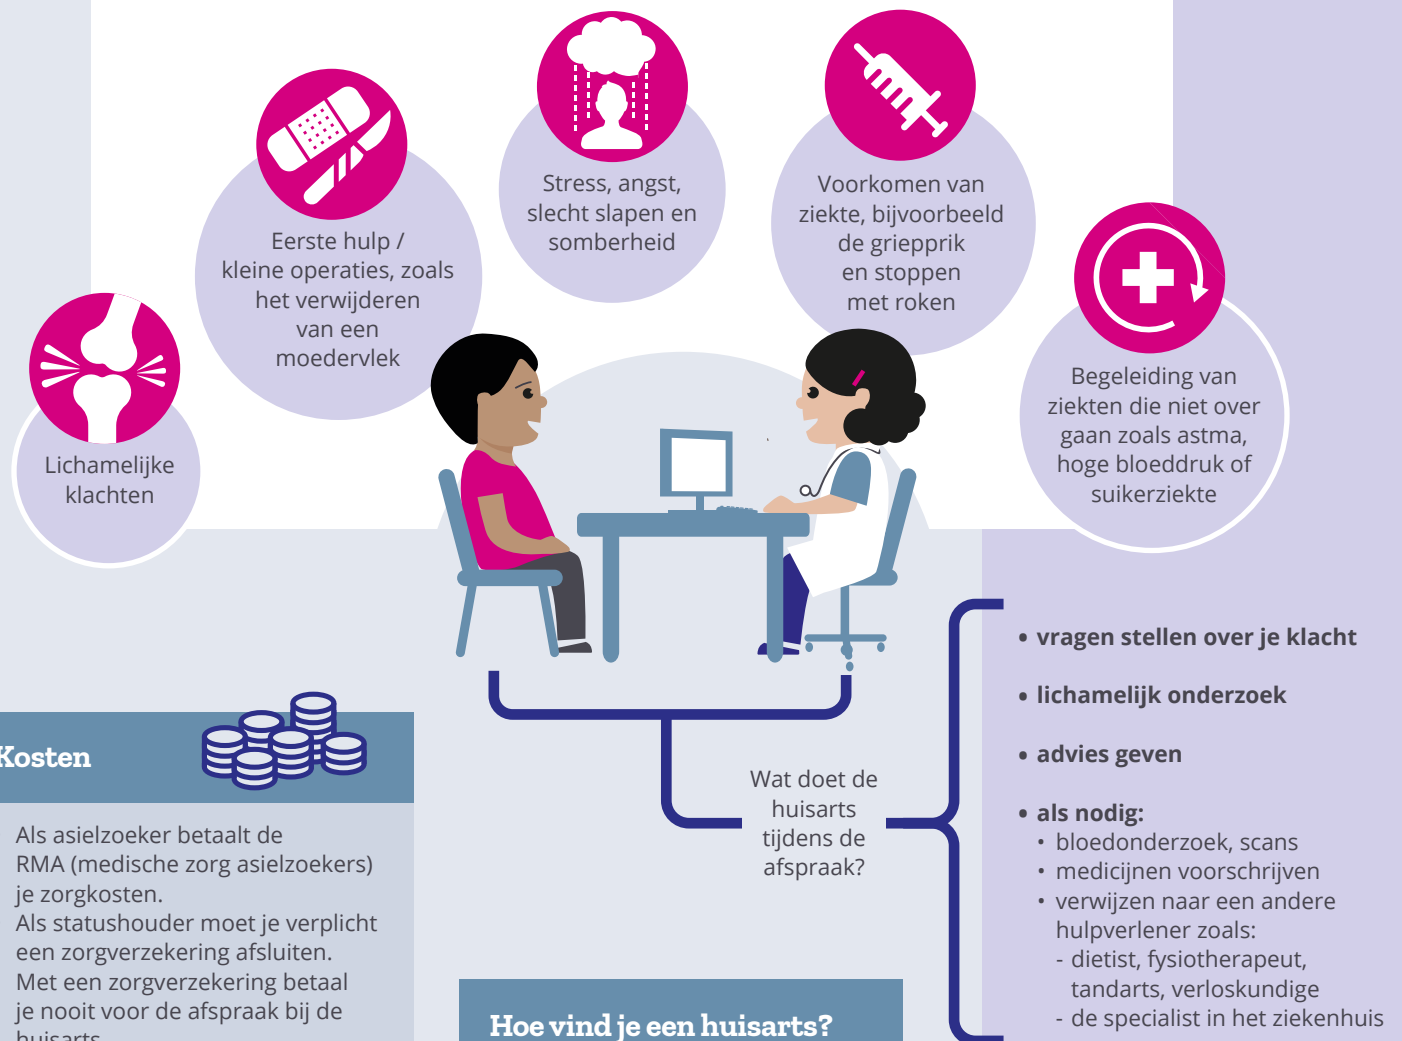 Stress, angst,
slecht slapen en
somberheid
Voorkomen van
ziekte, bijvoorbeeld
de griepprik
en stoppen
met roken
Eerste hulp /
kleine operaties, zoals
het verwijderen
van een
moedervlek
Begeleiding van
ziekten die niet over
gaan zoals astma,
hoge bloeddruk of
suikerziekte
Lichamelijke
klachten
Kosten
Als asielzoeker betaalt de
RMA (medische zorg asielzoekers)
je zorgkosten.
Als statushouder moet je verplicht
een zorgverzekering afsluiten.
Met een zorgverzekering betaal
je nooit voor de afspraak bij de
huisarts
Wat doet de
huisarts
tijdens de
afspraak?
• vragen stellen over je klacht
• lichamelijk onderzoek
• advies geven
• als nodig:
• bloedonderzoek, scans
• medicijnen voorschrijven
• verwijzen naar een andere
hulpverlener zoals:
- dietist, fysiotherapeut,
tandarts, verloskundige
- de specialist in het ziekenhuis
Hoe vind je een huisarts?